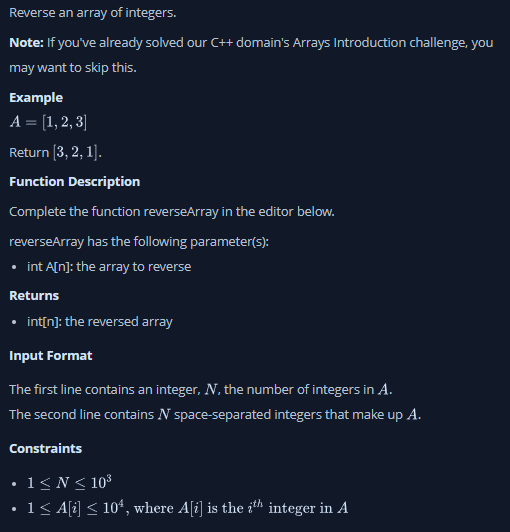 Reverse an array of integers.
Note: If you've already solved our C++ domain's Arrays Introduction challenge, you
may want to skip this.
Example
A = [1, 2, 3]
Return [3, 2, 1].
Function Description
Complete the function reverseArray in the editor below.
reverseArray has the following parameter(s):
• int A[n]: the array to reverse
Returns
• int[n]: the reversed array
Input Format
The first line contains an integer, N, the number of integers in A.
The second line contains N space-separated integers that make up A.
Constraints
• 1 ≤ N ≤ 10³
• 1 ≤ A[i] ≤ 10⁴, where A[i] is the iᵗʰ integer in A